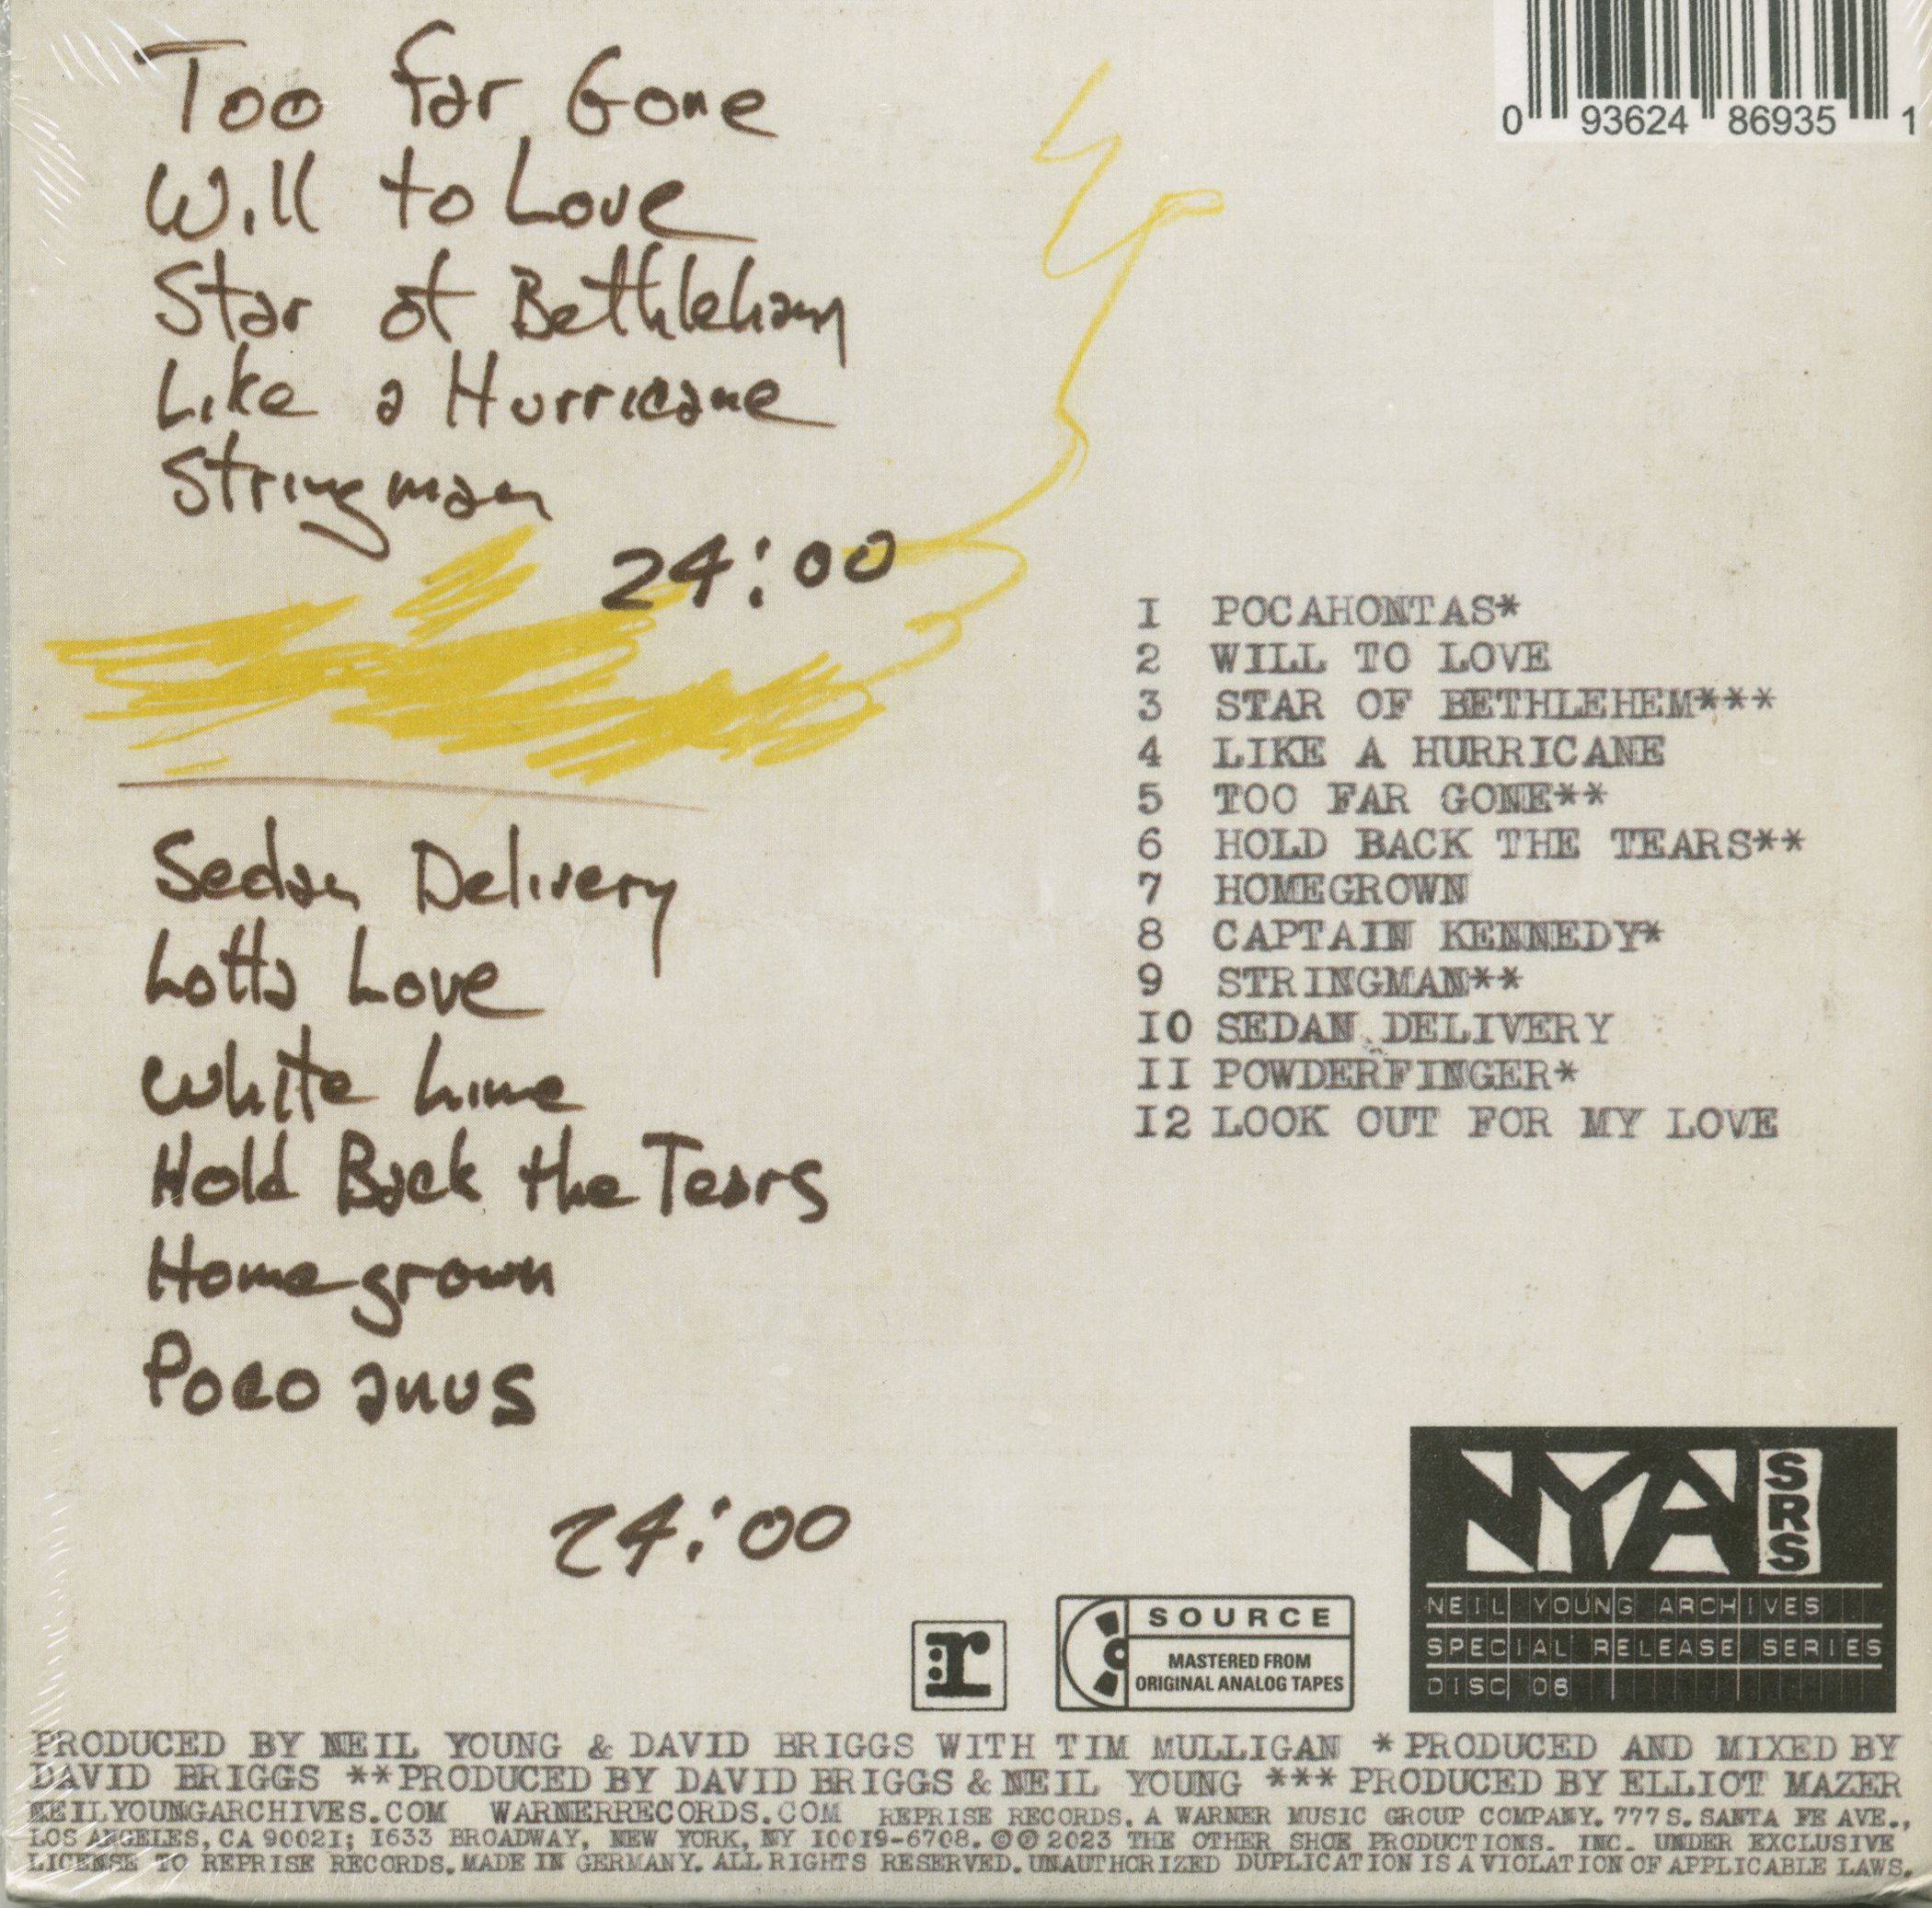 Too far Gone
Will to Love
Star of Bethleham
Like a Hurricane
Stringman
24:00
Sedan Delivery
Lotta Love
White Line
Hold Back the Tears
Homegrown
Poco anus
24:00
0 93624 86935 1
1 POCAHONTAS*
2 WILL TO LOVE
3 STAR OF BETHLEHEM***
4 LIKE A HURRICANE
5 TOO FAR GONE**
6 HOLD BACK THE TEARS**
7 HOMEGROWN
8 CAPTAIN KENNEDY*
9 STRINGMAN**
10 SEDAN DELIVERY
11 POWDERFINGER*
12 LOOK OUT FOR MY LOVE
r
SOURCE
MASTERED FROM
ORIGINAL ANALOG TAPES
NYA SRS
NEIL YOUNG ARCHIVES
SPECIAL RELEASE SERIES
DISC 08
PRODUCED BY NEIL YOUNG & DAVID BRIGGS WITH TIM MULLIGAN *PRODUCED AND MIXED BY
DAVID BRIGGS **PRODUCED BY DAVID BRIGGS & NEIL YOUNG *** PRODUCED BY ELLIOT MAZER
NEILYOUNGARCHIVES.COM WARNERRECORDS.COM REPRISE RECORDS, A WARNER MUSIC GROUP COMPANY. 777 S. SANTA FE AVE.,
LOS ANGELES, CA 90021; 1633 BROADWAY, NEW YORK, NY 10019-6708. ©℗ 2023 THE OTHER SHOE PRODUCTIONS. INC. UNDER EXCLUSIVE
LICENSE TO REPRISE RECORDS. MADE IN GERMANY. ALL RIGHTS RESERVED. UNAUTHORIZED DUPLICATION IS A VIOLATION OF APPLICABLE LAWS.